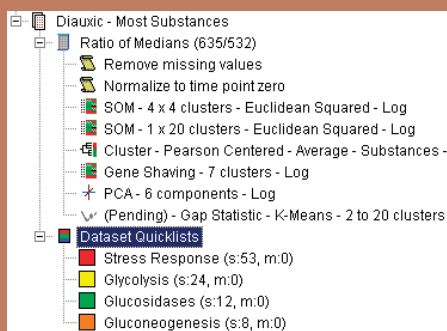 Diauxic - Most Substances
Ratio of Medians (635/532)
Remove missing values
Normalize to time point zero
SOM - 4 x 4 clusters - Euclidean Squared - Log
SOM - 1 x 20 clusters - Euclidean Squared - Log
Cluster - Pearson Centered - Average - Substances -
Gene Shaving - 7 clusters - Log
PCA - 6 components - Log
(Pending) - Gap Statistic - K-Means - 2 to 20 clusters
Dataset Quicklists
Stress Response (s:53, m:0)
Glycolysis (s:24, m:0)
Glucosidases (s:12, m:0)
Gluconeogenesis (s:8, m:0)